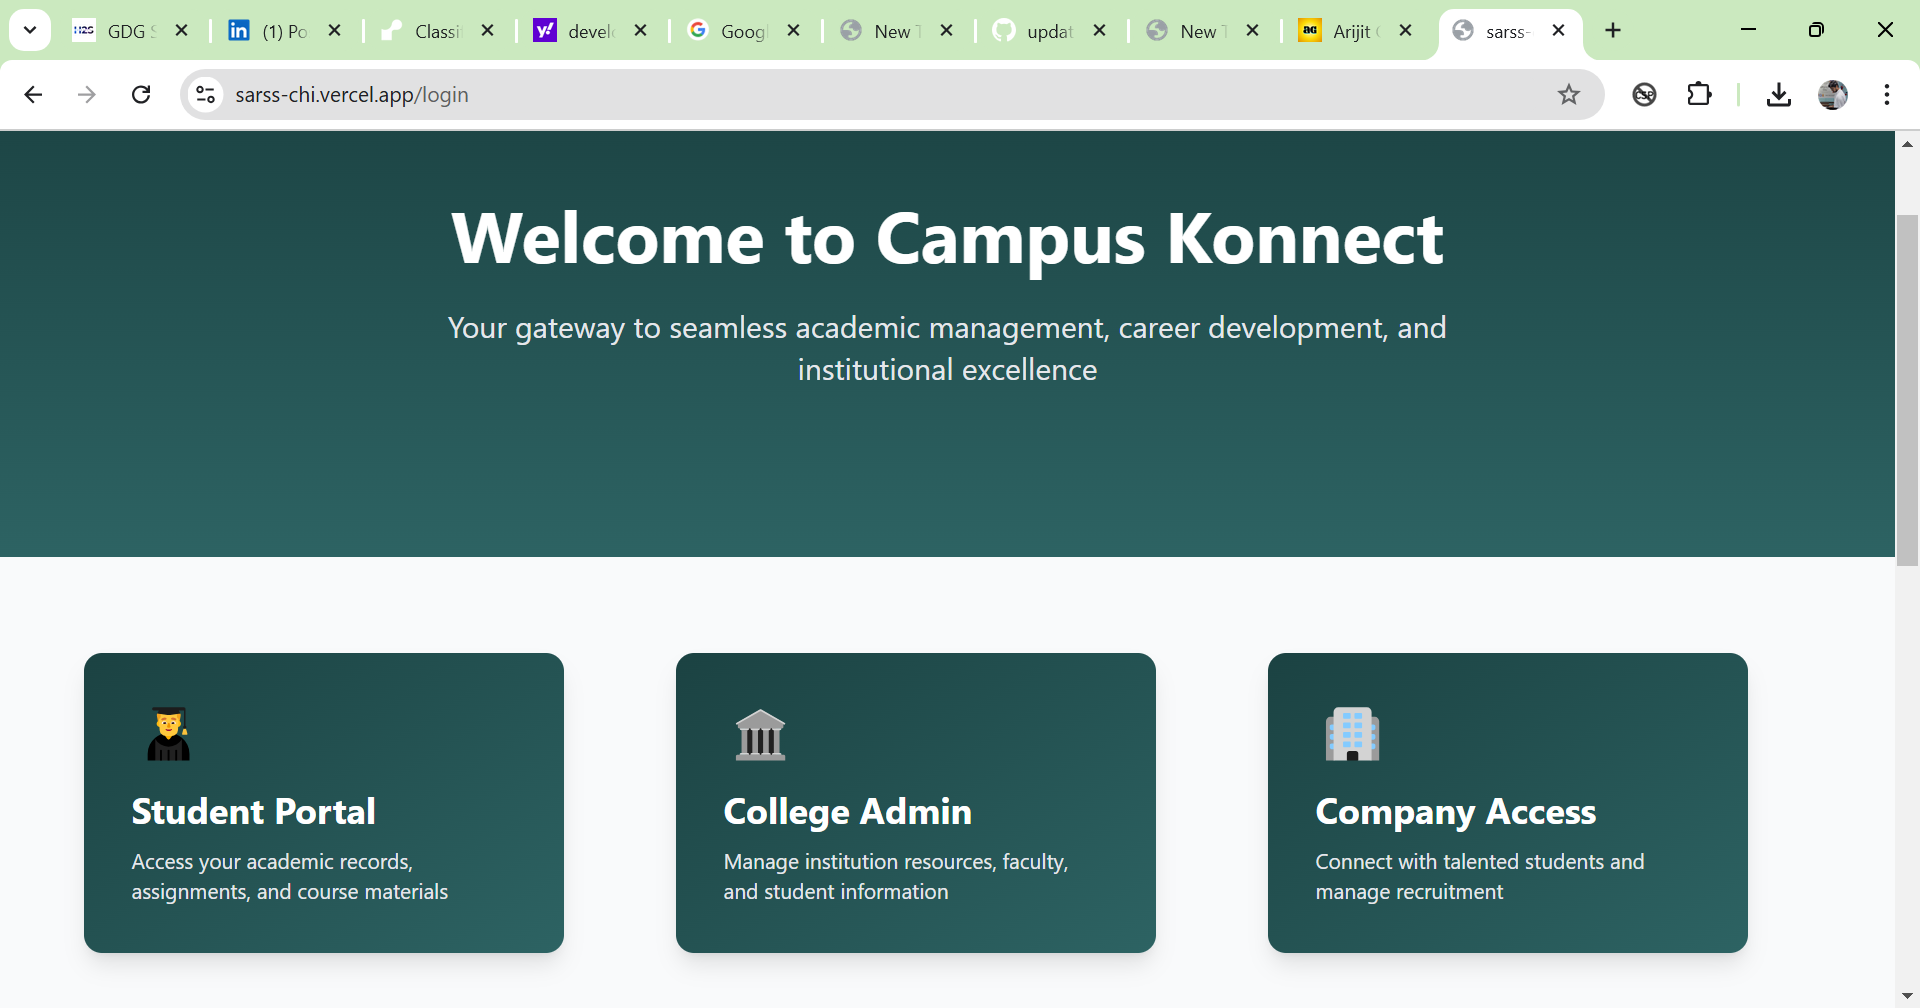 GDG
(1) Po
Classi
devel
Goog
New
updat
New
Arijit
sarss-
sarss-chi.vercel.app/login
CSP
Welcome to Campus Konnect
Your gateway to seamless academic management, career development, and
institutional excellence
Student Portal
Access your academic records,
assignments, and course materials
College Admin
Manage institution resources, faculty,
and student information
Company Access
Connect with talented students and
manage recruitment